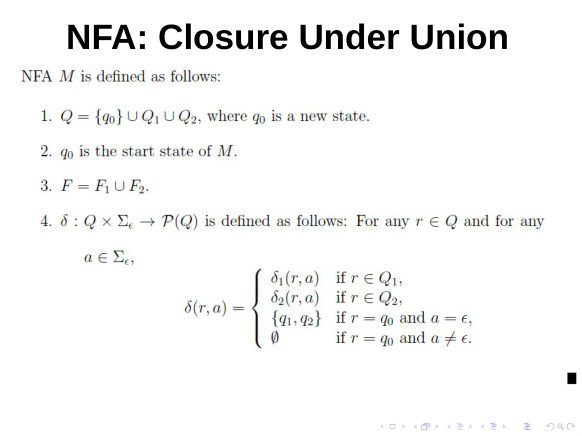 NFA: Closure Under Union
NFA M is defined as follows:
1. Q = {q₀} ∪ Q₁ ∪ Q₂, where q₀ is a new state.
2. q₀ is the start state of M.
3. F = F₁ ∪ F₂.
4. δ : Q × Σ_ϵ → 𝒫(Q) is defined as follows: For any r ∈ Q and for any
a ∈ Σ_ϵ,
δ(r, a) = {
δ₁(r, a) if r ∈ Q₁,
δ₂(r, a) if r ∈ Q₂,
{q₁, q₂} if r = q₀ and a = ϵ,
∅ if r = q₀ and a ≠ ϵ.